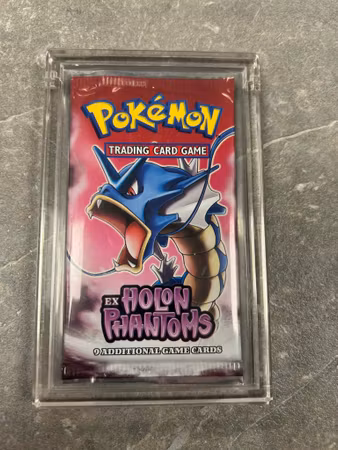 POKéMON
TRADING CARD GAME
EX HOLON
PHANTOMS
9 ADDITIONAL GAME CARDS